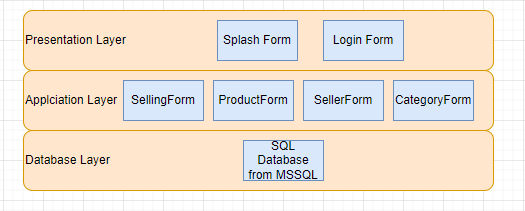 Presentation Layer
Splash Form
Login Form
Applciation Layer
SellingForm
ProductForm
SellerForm
CategoryForm
Database Layer
SQL
Database
from MSSQL